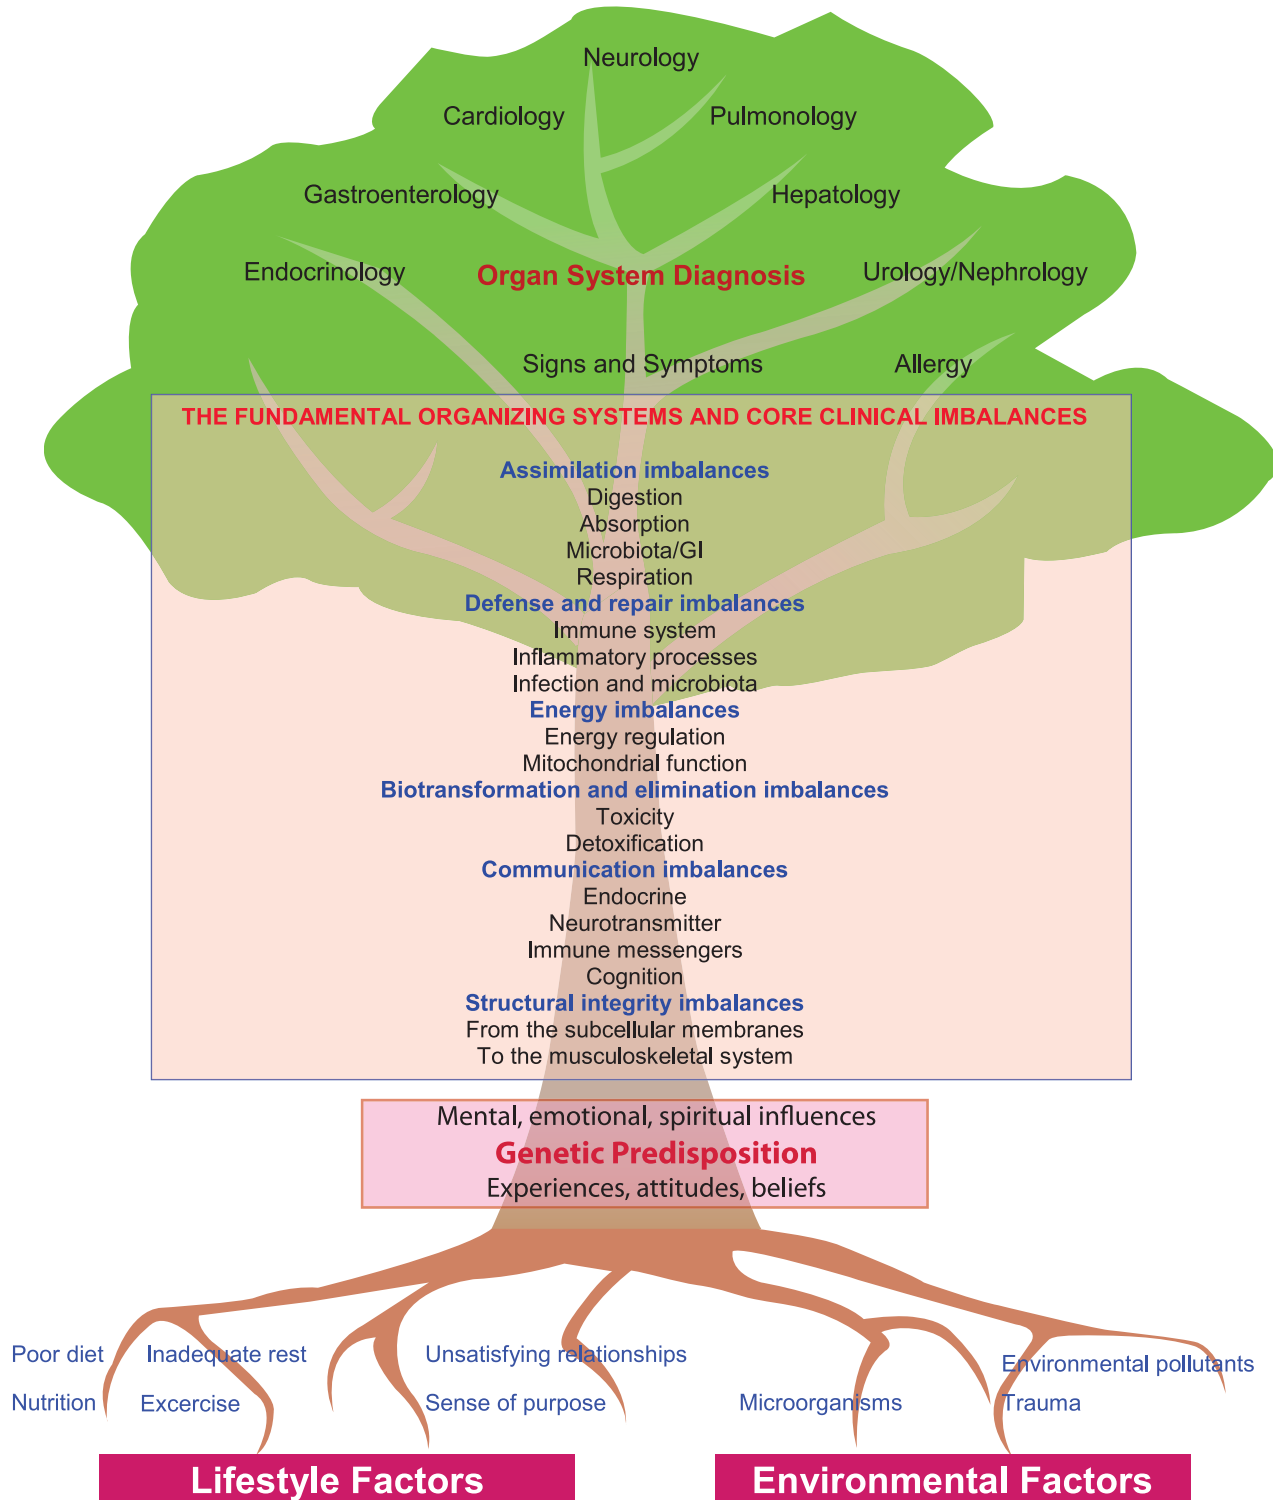 Neurology
Cardiology Pulmonology
Gastroenterology Hepatology
Endocrinology Organ System Diagnosis Urology/Nephrology
Signs and Symptoms Allergy
THE FUNDAMENTAL ORGANIZING SYSTEMS AND CORE CLINICAL IMBALANCES
Assimilation imbalances
Digestion
Absorption
Microbiota/GI
Respiration
Defense and repair imbalances
Immune system
Inflammatory processes
Infection and microbiota
Energy imbalances
Energy regulation
Mitochondrial function
Biotransformation and elimination imbalances
Toxicity
Detoxification
Communication imbalances
Endocrine
Neurotransmitter
Immune messengers
Cognition
Structural integrity imbalances
From the subcellular membranes
To the musculoskeletal system
Mental, emotional, spiritual influences
Genetic Predisposition
Experiences, attitudes, beliefs
Poor diet Inadequate rest Unsatisfying relationships Environmental pollutants
Nutrition Excercise Sense of purpose Microorganisms Trauma
Lifestyle Factors Environmental Factors